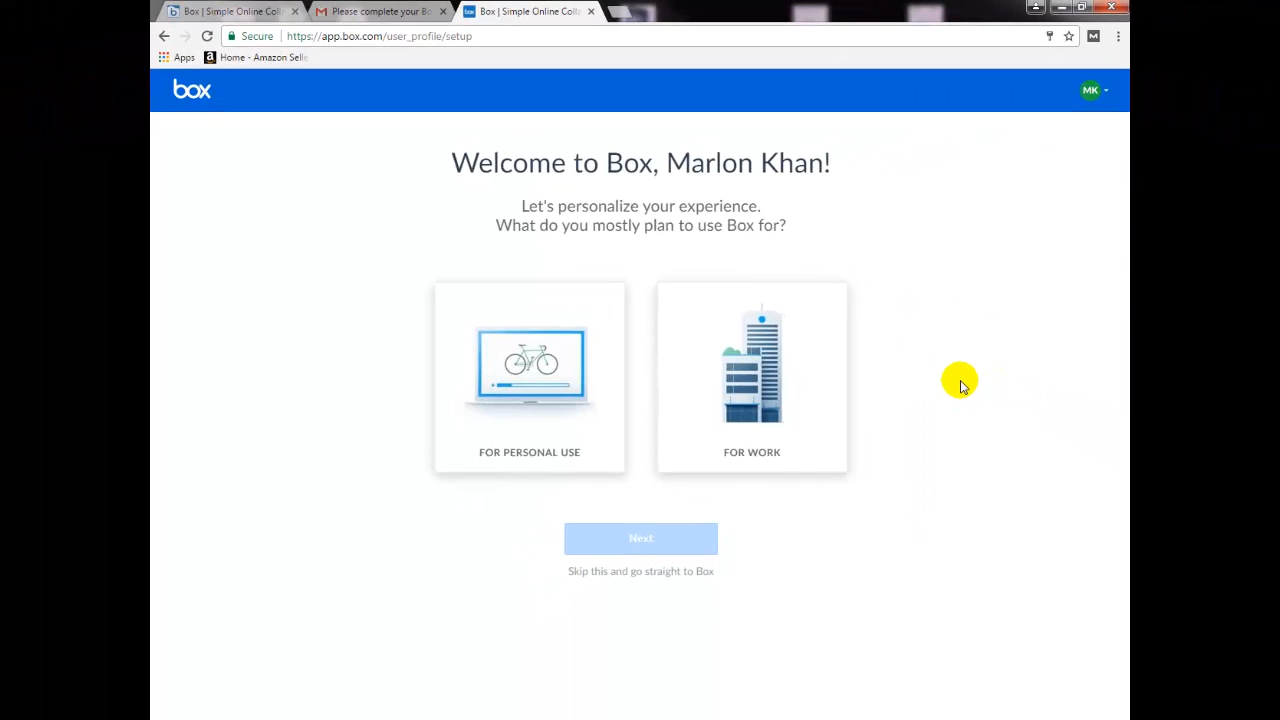 Box | Simple Online Colla
Please complete your Bo
Box | Simple Online Colla
Secure
https://app.box.com/user_profile/setup
M
Apps
a
Home - Amazon Selle
box
MK
Welcome to Box, Marlon Khan!
Let's personalize your experience.
What do you mostly plan to use Box for?
FOR PERSONAL USE
FOR WORK
Next
Skip this and go straight to Box